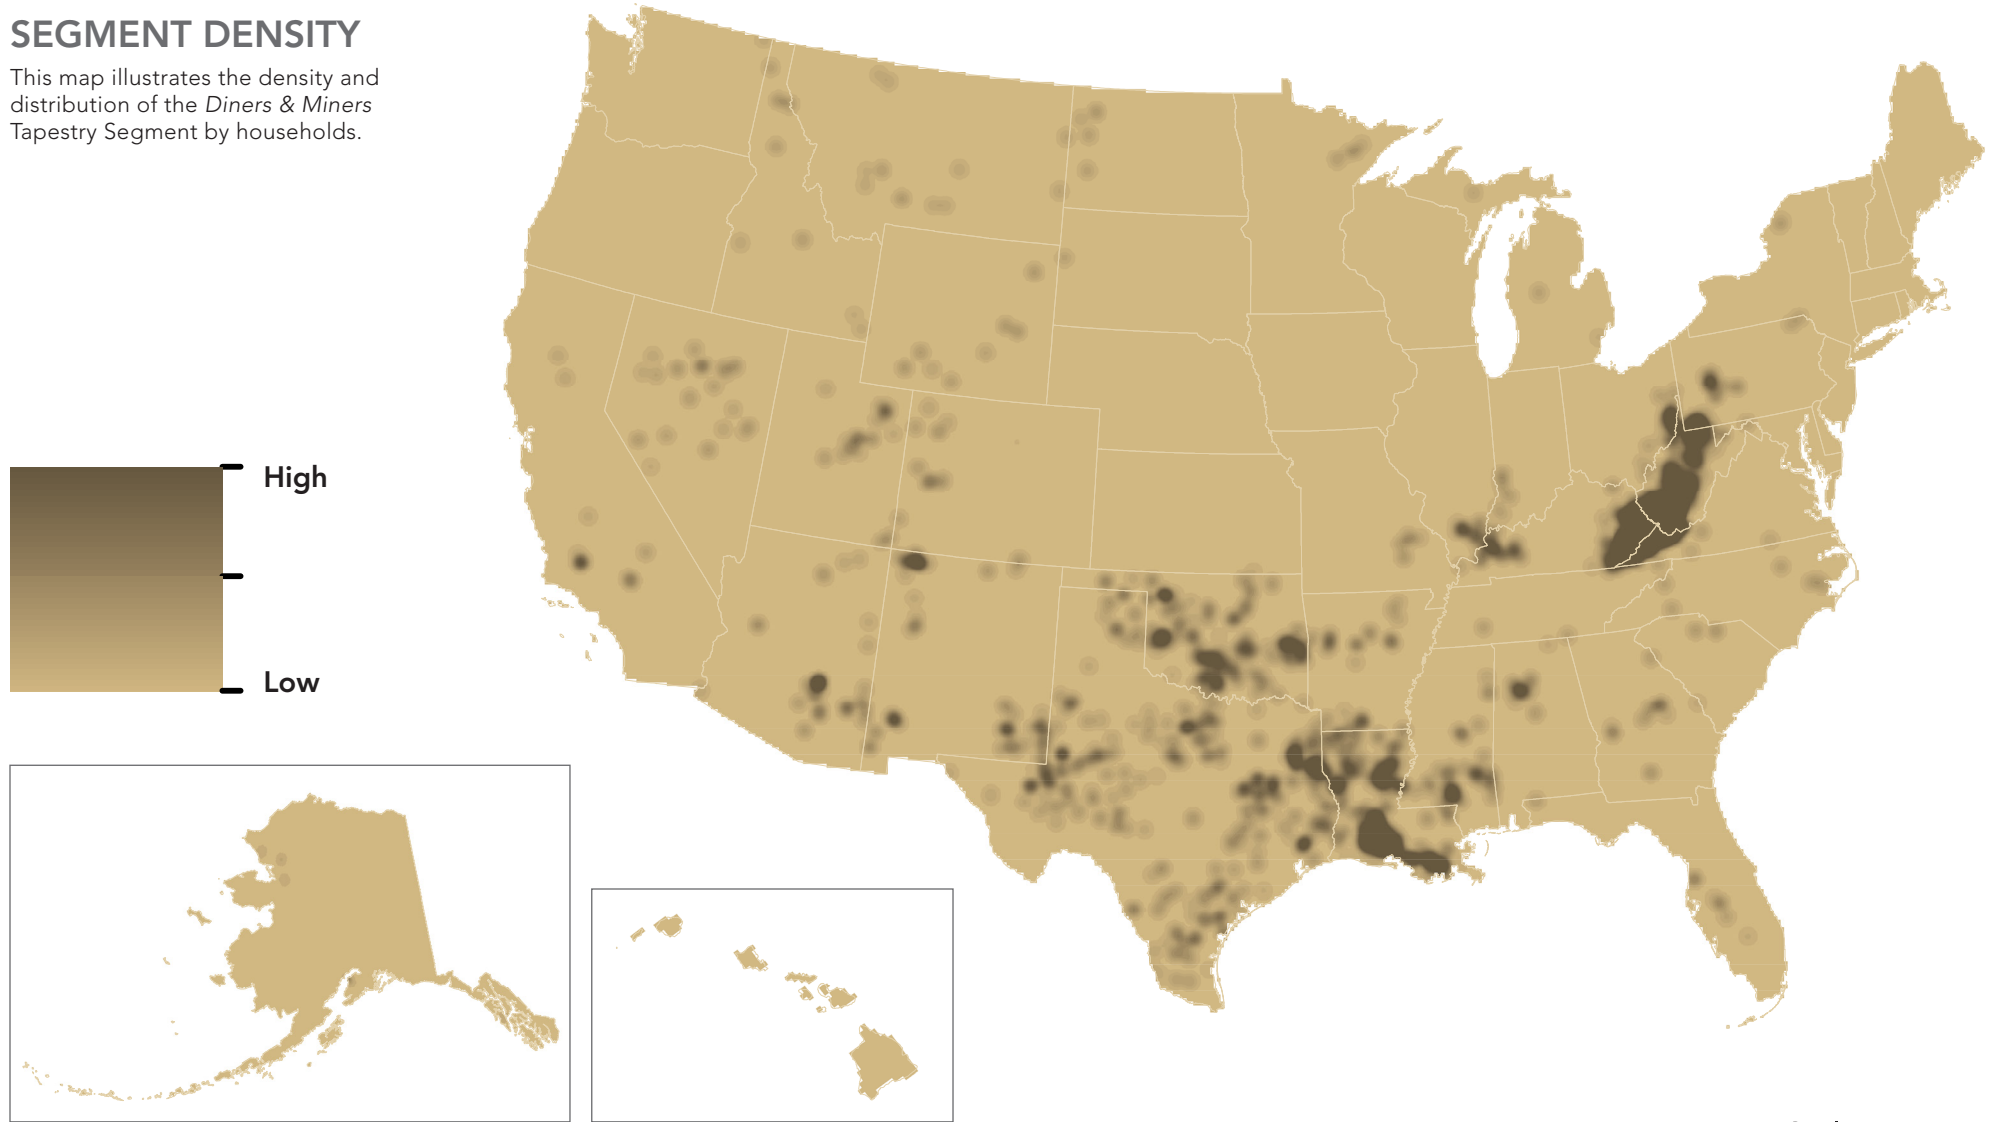 SEGMENT DENSITY
This map illustrates the density and
distribution of the Diners & Miners
Tapestry Segment by households.
High
Low